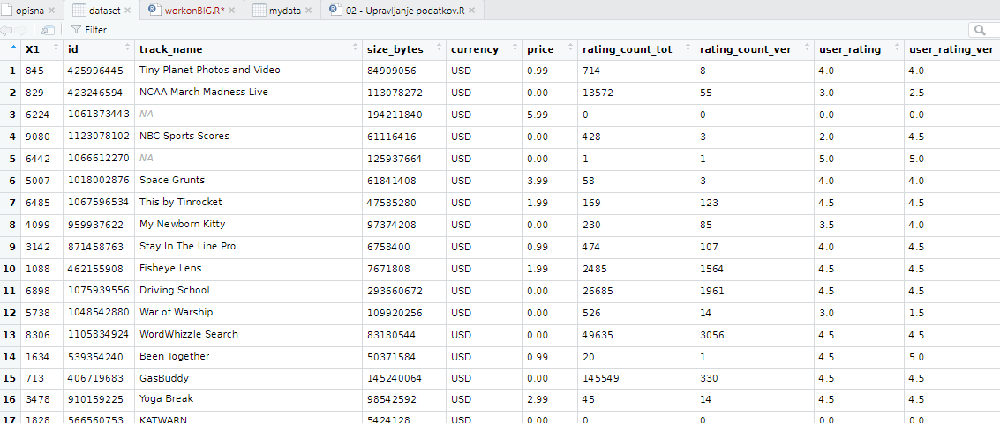 opisna × dataset × workonBIG.R* × mydata × 02 - Upravljanje podatkov.R ×
Filter
X1 id track_name size_bytes currency price rating_count_tot rating_count_ver user_rating user_rating_ver
1 845 425996445 Tiny Planet Photos and Video 84909056 USD 0.99 714 8 4.0 4.0
2 829 423246594 NCAA March Madness Live 113078272 USD 0.00 13572 55 3.0 2.5
3 6224 1061873443 NA 194211840 USD 5.99 0 0 0.0 0.0
4 9080 1123078102 NBC Sports Scores 61116416 USD 0.00 428 3 2.0 4.5
5 6442 1066612270 NA 125937664 USD 0.00 1 1 5.0 5.0
6 5007 1018002876 Space Grunts 61841408 USD 3.99 58 3 4.0 4.0
7 6485 1067596534 This by Tinrocket 47585280 USD 1.99 169 123 4.5 4.5
8 4099 959937622 My Newborn Kitty 97374208 USD 0.00 230 85 3.5 4.0
9 3142 871458763 Stay In The Line Pro 6758400 USD 0.99 474 107 4.0 4.5
10 1088 462155908 Fisheye Lens 7671808 USD 1.99 2485 1564 4.5 4.5
11 6898 1075939556 Driving School 293660672 USD 0.00 26685 1961 4.5 4.5
12 5738 1048542880 War of Warship 109920256 USD 0.00 526 14 3.0 1.5
13 8306 1105834924 WordWhizzle Search 83180544 USD 0.00 49635 3056 4.5 4.5
14 1634 539354240 Been Together 50371584 USD 0.99 20 1 4.5 5.0
15 713 406719683 GasBuddy 145240064 USD 0.00 145549 330 4.5 4.5
16 3478 910159225 Yoga Break 98542592 USD 2.99 45 14 4.5 4.5
17 1828 566560753 KATWARN 5424128 USD 0.00 0 0 0.0 0.0